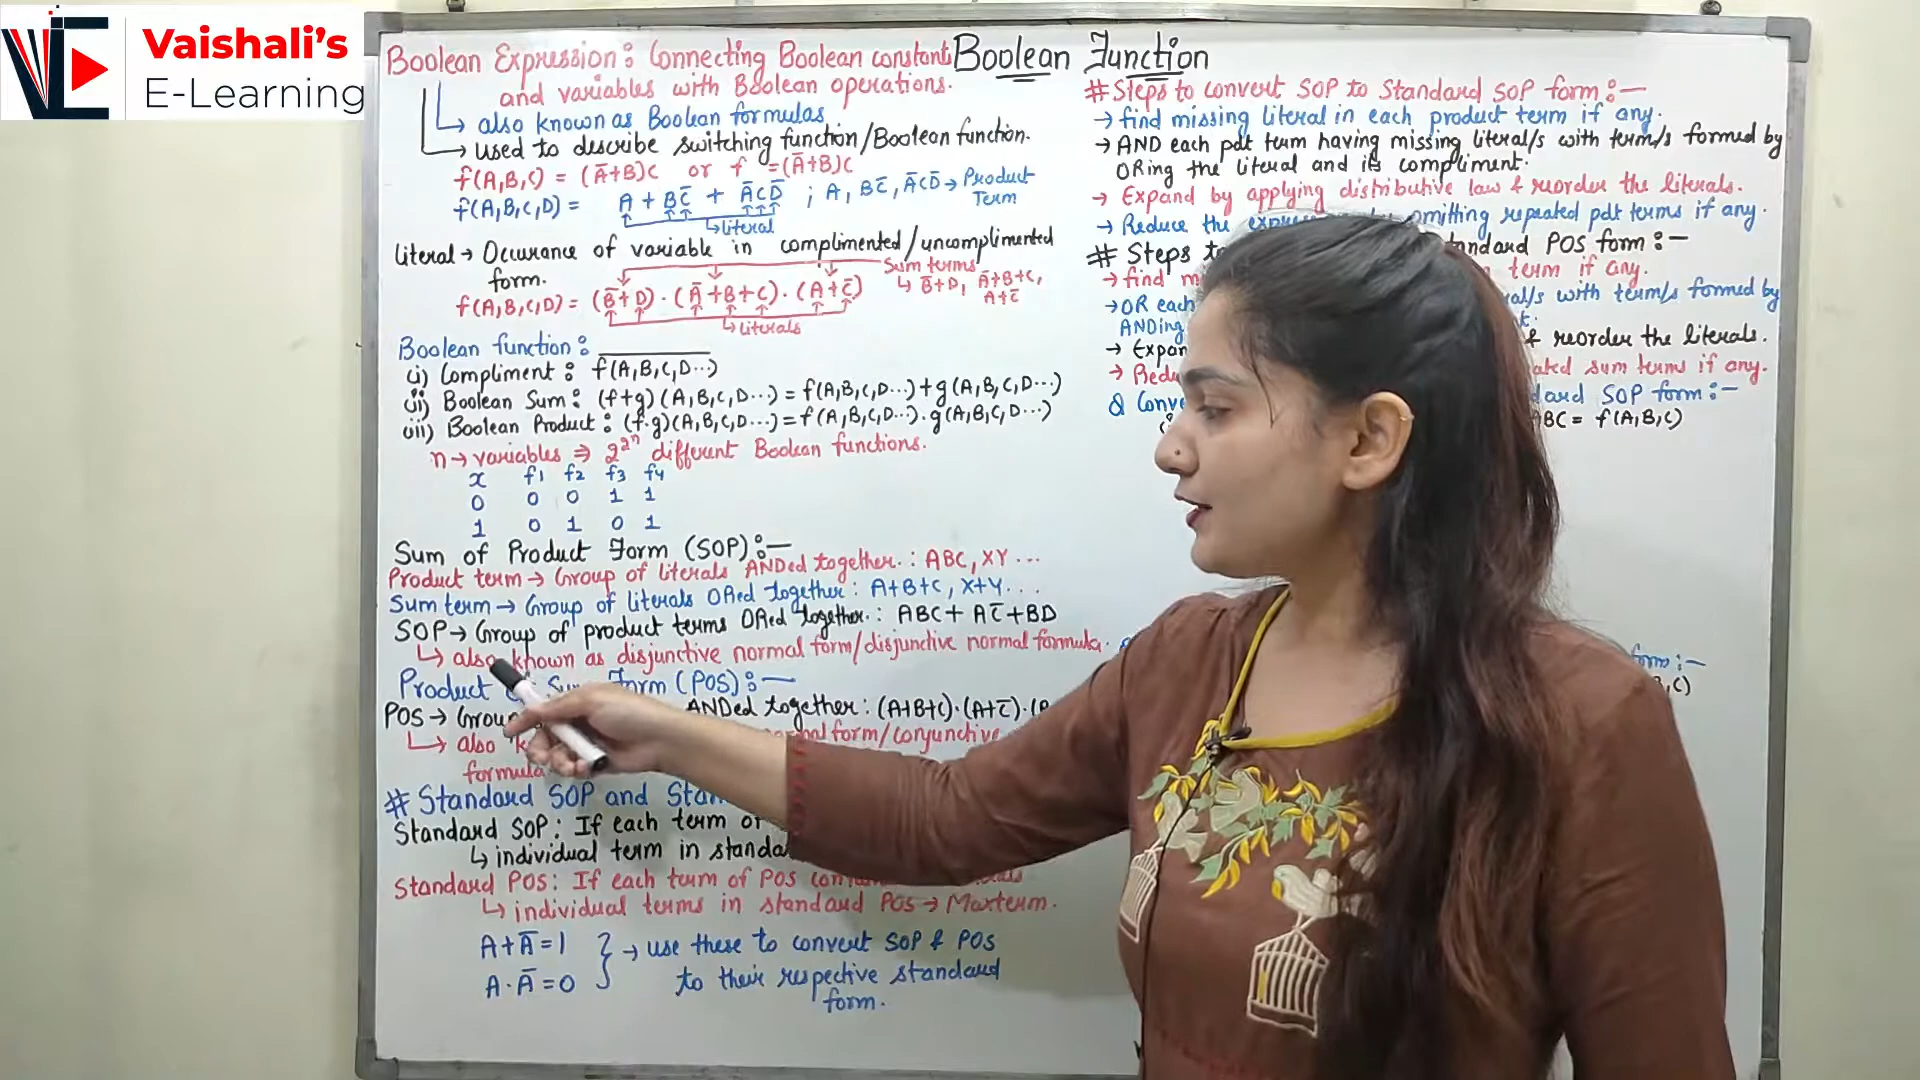 Vaishali's
E-Learning
Boolean Function
Boolean Expression: Connecting Boolean constant
and variables with Boolean operations.
↳ also known as Boolean formulas
↳ used to describe switching function/Boolean function.
f(A,B,C) = (A̅+B)C or f =(A̅+B)C
f(A,B,C,D) = A + BC̅ + A̅CD̅ ; A, BC̅, A̅CD̅ → Product
Term
↳ literal
Literal → Occurance of variable in complimented/uncomplimented
form.
Sum terms
↳ B̅+D, A̅+B+C,
A+C̅
f(A,B,C,D) = (B̅+D)·(A̅+B+C)·(A+C̅)
↳ literals
Boolean function:
(i) Compliment: f(A,B,C,D...)
(ii) Boolean Sum: (f+g)(A,B,C,D...) = f(A,B,C,D...)+g(A,B,C,D...)
(iii) Boolean Product: (f.g)(A,B,C,D...) = f(A,B,C,D...).g(A,B,C,D...)
n → variables ⇒ 2^2^n different Boolean functions.
x f1 f2 f3 f4
0 0 0 1 1
1 0 1 0 1
Sum of Product Form (SOP):—
Product term → Group of literals ANDed together.: ABC, XY ...
Sum term → Group of literals ORed together: A+B+C, X+Y...
SOP → Group of product terms ORed together.: ABC + AC̅ + BD
↳ also known as disjunctive normal form/disjunctive normal formula.
Product Form (POS):—
POS → ANDed together: (A+B+C)·(A+C̅)·
↳ also form/conjunctive
formula
# Standard SOP and
Standard SOP: If each term of
↳ individual term in
Standard POS: If each term of POS
↳ individual terms in standard POS → Maxterm.
A+A̅=1 } → use these to convert SOP & POS
A·A̅=0 to their respective standard
form.
# Steps to convert SOP to Standard SOP form:—
→ find missing literal in each product term if any.
→ AND each pdt term having missing literal/s with term/s formed by
ORing the literal and its compliment.
→ Expand by applying distributive law & reorder the literals.
→ Reduce the omitting repeated pdt terms if any.
# Steps POS form:—
→ find term if any.
→ OR each with term/s formed by
ANDing
→ & reorder the literals.
→ sum terms if any.
Q SOP form:—
ABC = f(A,B,C)
form:—